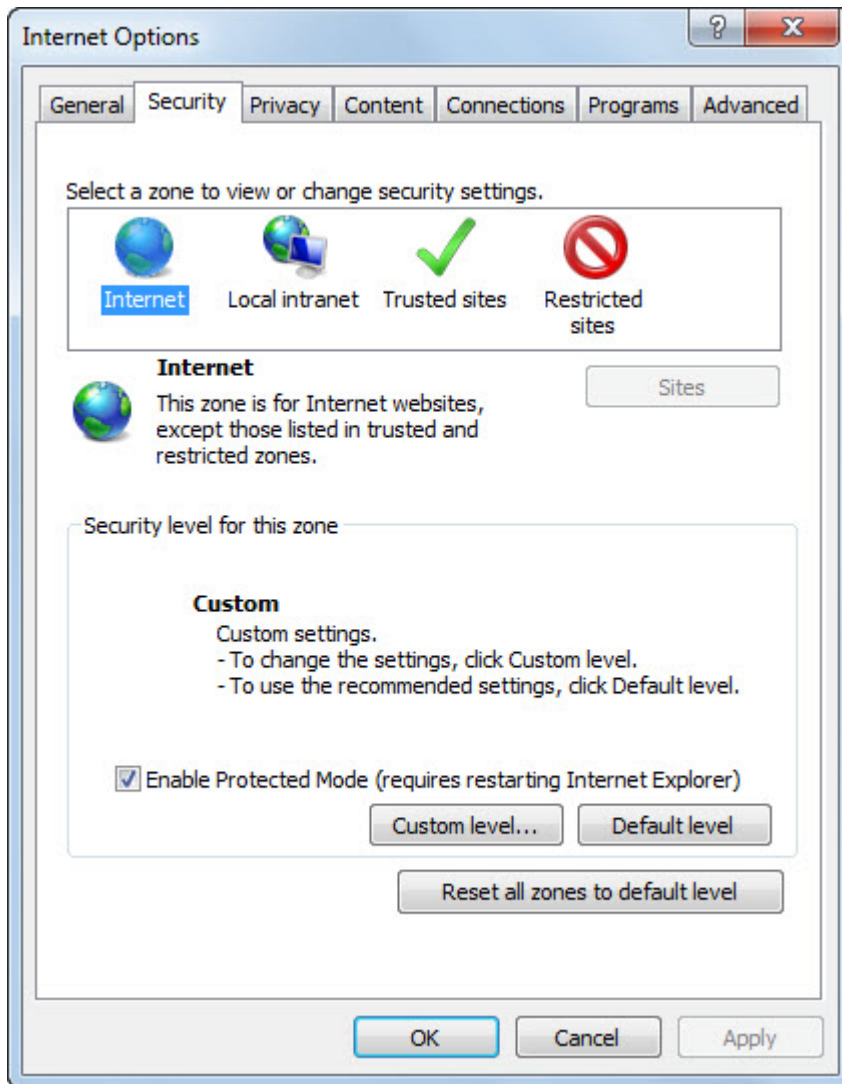 Internet Options
General Security Privacy Content Connections Programs Advanced
Select a zone to view or change security settings.
Internet Local intranet Trusted sites Restricted sites
Internet
Sites
This zone is for Internet websites,
except those listed in trusted and
restricted zones.
Security level for this zone
Custom
Custom settings.
- To change the settings, click Custom level.
- To use the recommended settings, click Default level.
Enable Protected Mode (requires restarting Internet Explorer)
Custom level... Default level
Reset all zones to default level
OK Cancel Apply